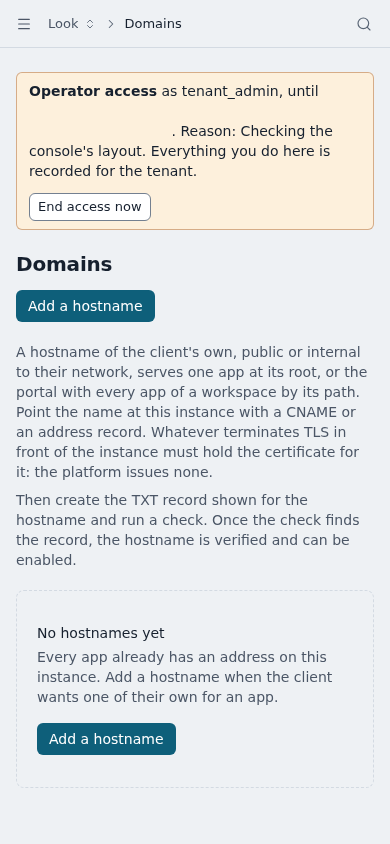 Look
Domains
Operator access as tenant_admin, until
. Reason: Checking the
console's layout. Everything you do here is
recorded for the tenant.
End access now
Domains
Add a hostname
A hostname of the client's own, public or internal
to their network, serves one app at its root, or the
portal with every app of a workspace by its path.
Point the name at this instance with a CNAME or
an address record. Whatever terminates TLS in
front of the instance must hold the certificate for
it: the platform issues none.
Then create the TXT record shown for the
hostname and run a check. Once the check finds
the record, the hostname is verified and can be
enabled.
No hostnames yet
Every app already has an address on this
instance. Add a hostname when the client
wants one of their own for an app.
Add a hostname